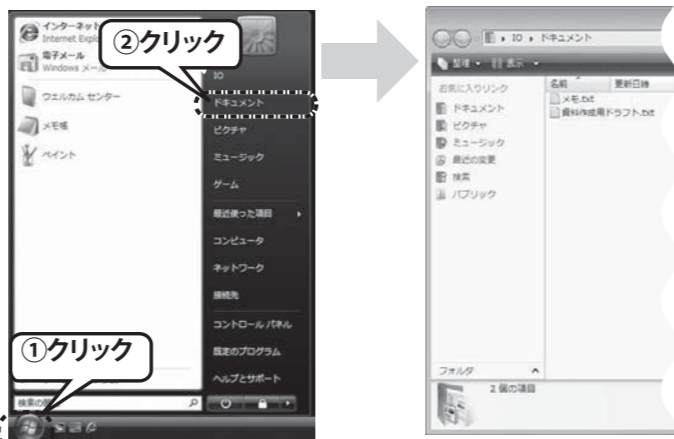 インターネット
Internet Expl
電子メール
Windows メー
ウェルカム センター
メモ帳
ペイント
②クリック
IO
ドキュメント
ピクチャ
ミュージック
ゲーム
最近使った項目
コンピュータ
ネットワーク
接続先
コントロール パネル
既定のプログラム
ヘルプとサポート
①クリック
検索の開
IO ドキュメント
整理 表示
お気に入りリンク
ドキュメント
ピクチャ
ミュージック
最近の変更
検索
パブリック
フォルダ
名前 更新日時
メモ.txt
資料作成用ドラフト.txt
2 個の項目